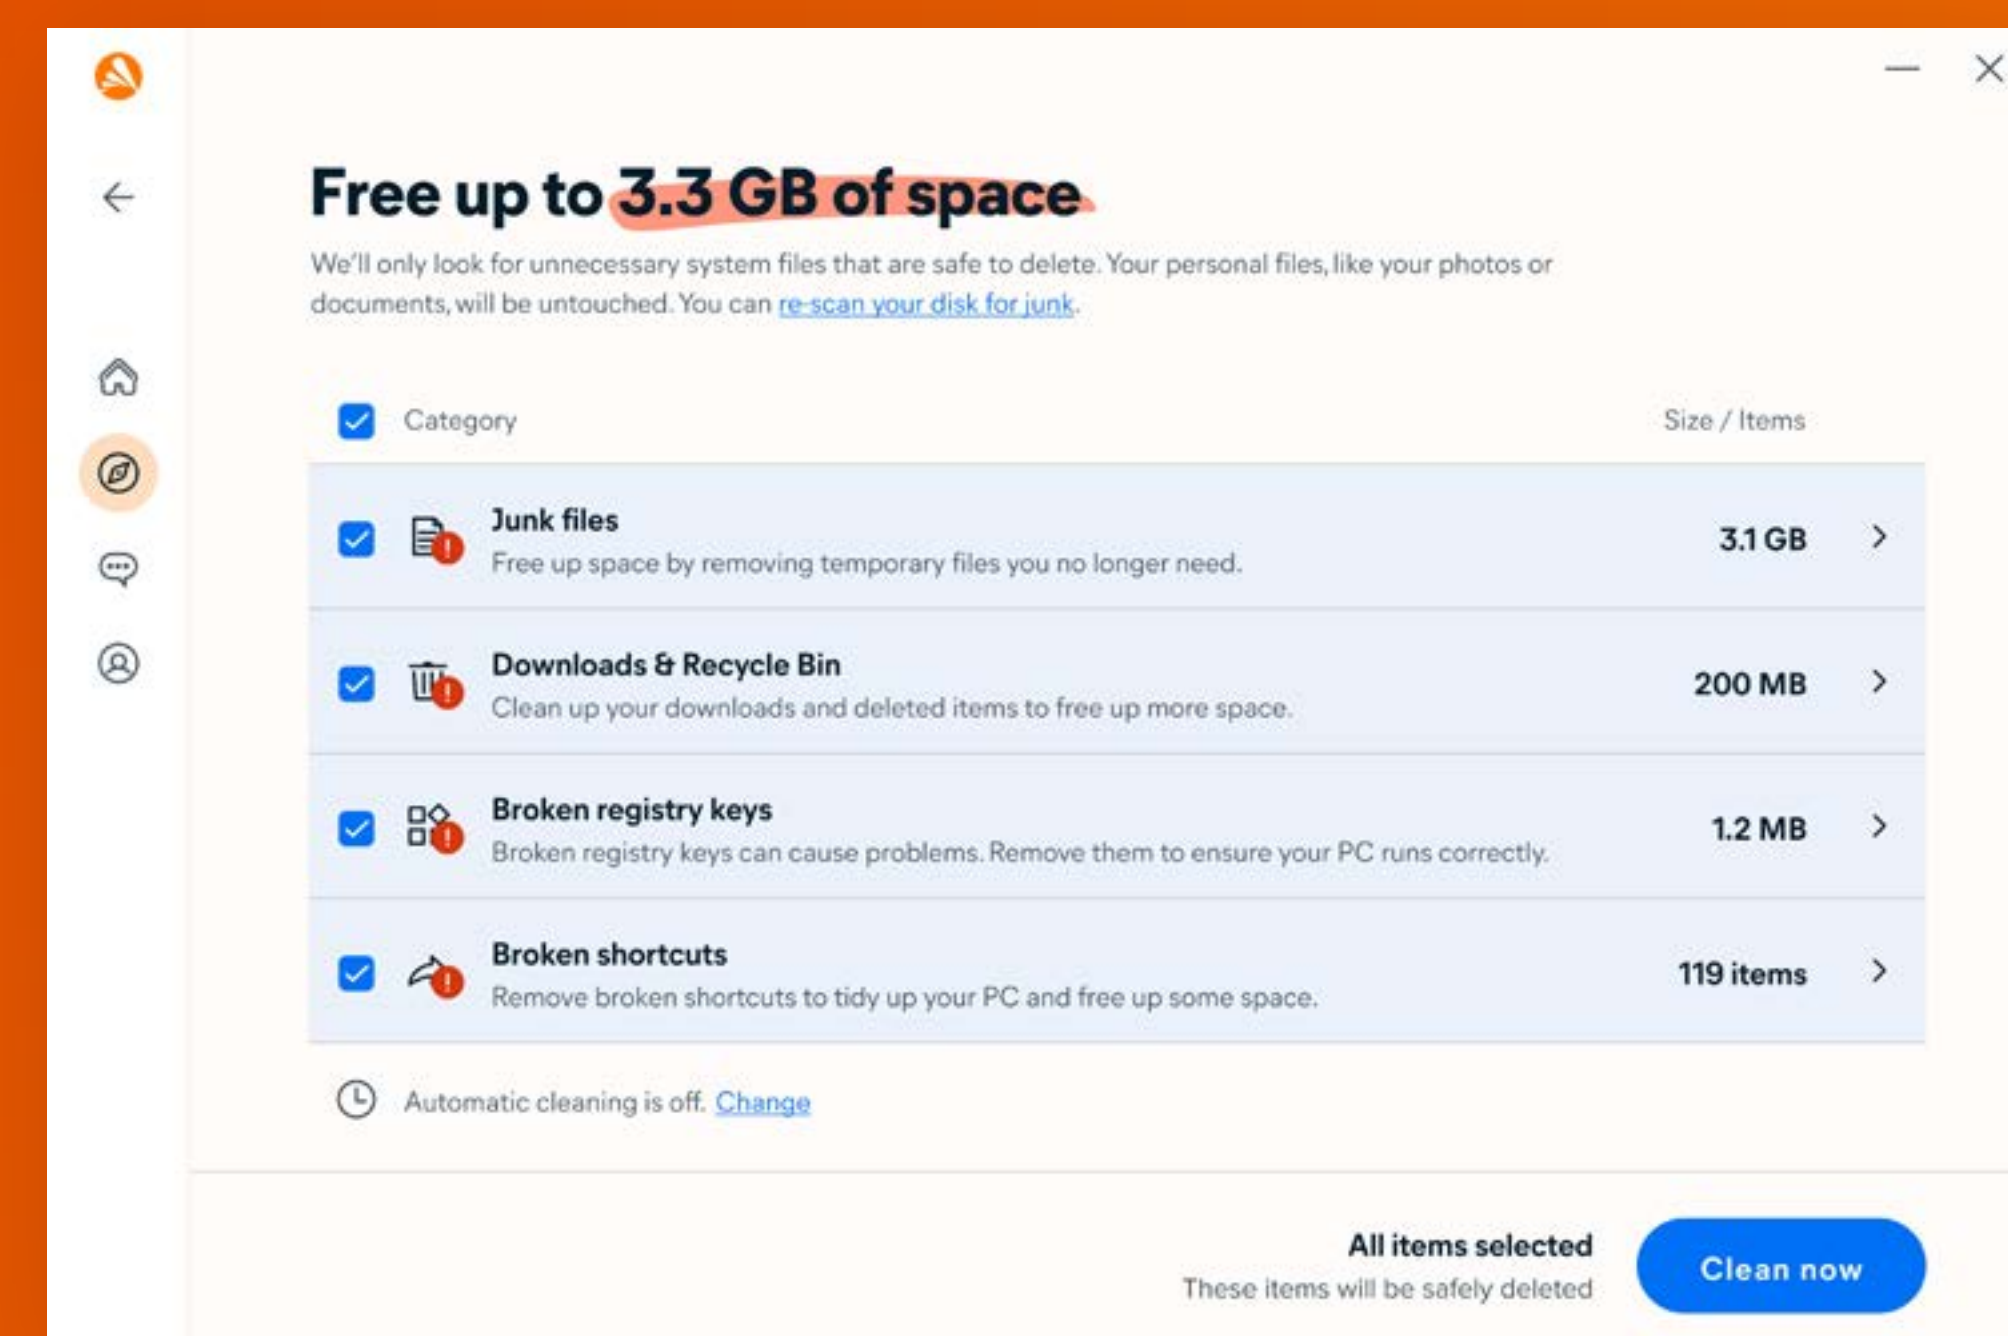 Free up to 3.3 GB of space
We'll only look for unnecessary system files that are safe to delete. Your personal files, like your photos or
documents, will be untouched. You can re-scan your disk for junk.
Category Size / Items
Junk files
Free up space by removing temporary files you no longer need.
3.1 GB
Downloads & Recycle Bin
Clean up your downloads and deleted items to free up more space.
200 MB
Broken registry keys
Broken registry keys can cause problems. Remove them to ensure your PC runs correctly.
1.2 MB
Broken shortcuts
Remove broken shortcuts to tidy up your PC and free up some space.
119 items
Automatic cleaning is off. Change
All items selected
These items will be safely deleted
Clean now